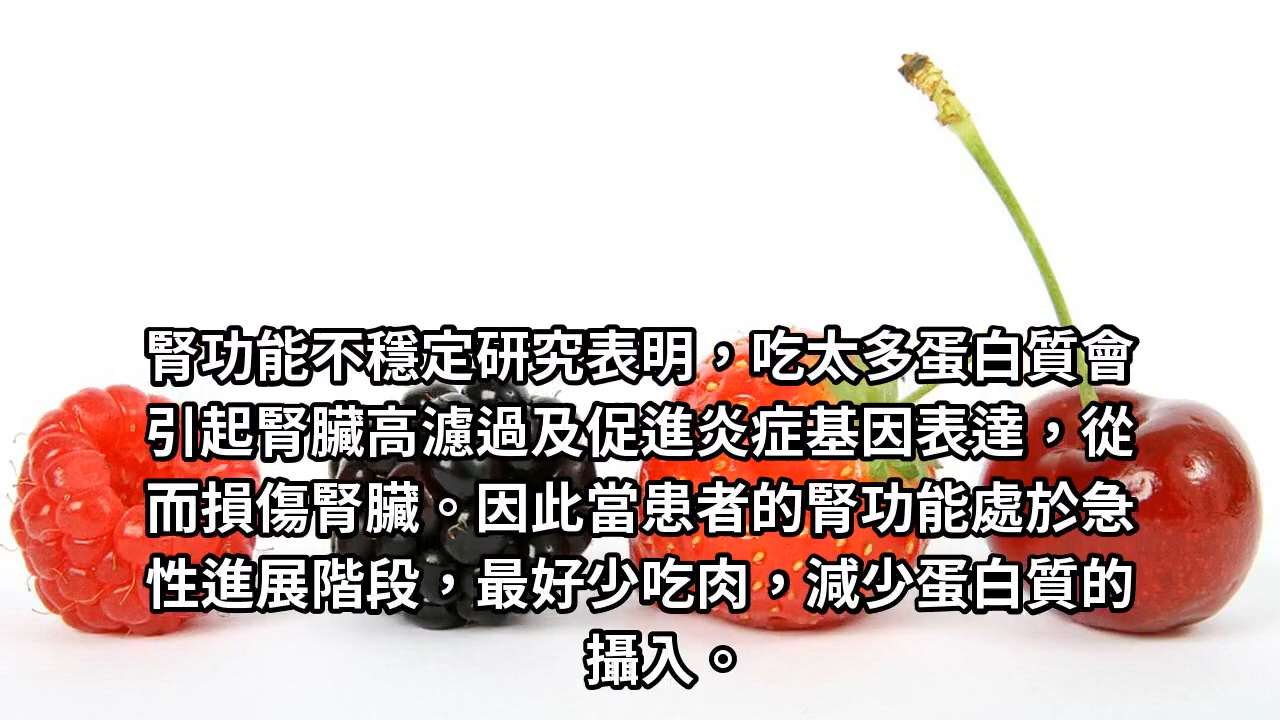 腎功能不穩定研究表明，吃太多蛋白質會
引起腎臟高濾過及促進炎症基因表達，從
而損傷腎臟。因此當患者的腎功能處於急
性進展階段，最好少吃肉，減少蛋白質的
攝入。